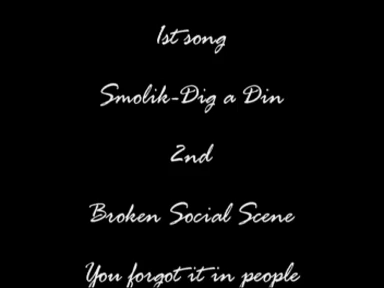 1st song
Smolik-Dig a Din
2nd
Broken Social Scene
You forgot it in people